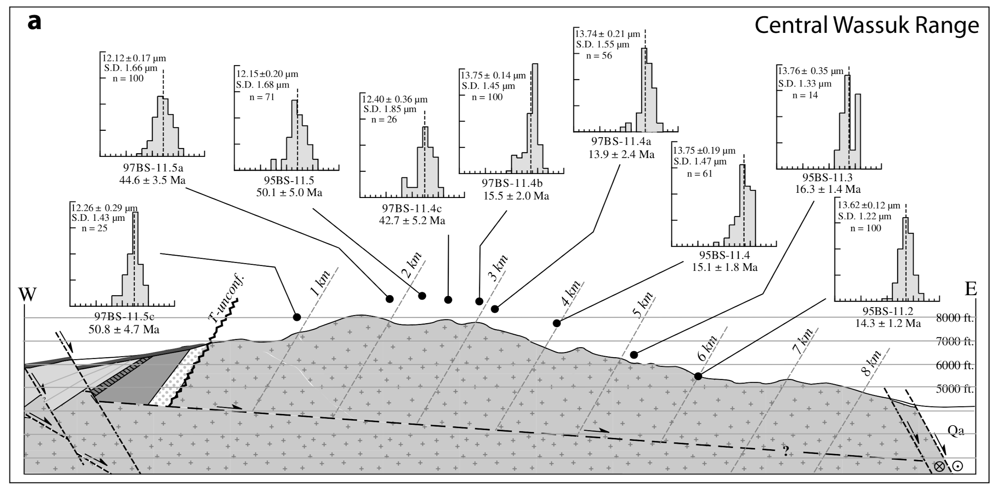 a
Central Wassuk Range
13.74 ± 0.21 µm
S.D. 1.55 µm
n = 56
97BS-11.4a
13.9 ± 2.4 Ma
12.12 ± 0.17 µm
S.D. 1.66 µm
n = 100
97BS-11.5a
44.6 ± 3.5 Ma
12.15 ±0.20 µm
S.D. 1.68 µm
n = 71
95BS-11.5
50.1 ± 5.0 Ma
12.40 ± 0.36 µm
S.D. 1.85 µm
n = 26
97BS-11.4c
42.7 ± 5.2 Ma
13.75 ± 0.14 µm
S.D. 1.45 µm
n = 100
97BS-11.4b
15.5 ± 2.0 Ma
13.75 ±0.19 µm
S.D. 1.47 µm
n = 61
95BS-11.4
15.1 ± 1.8 Ma
13.76 ± 0.35 µm
S.D. 1.33 µm
n = 14
95BS-11.3
16.3 ± 1.4 Ma
13.62 ±0.12 µm
S.D. 1.22 µm
n = 100
95BS-11.2
14.3 ± 1.2 Ma
12.26 ± 0.29 µm
S.D. 1.43 µm
n = 25
97BS-11.5c
50.8 ± 4.7 Ma
W
E
T-unconf.
1 km
2 km
3 km
4 km
5 km
6 km
7 km
8 km
8000 ft.
7000 ft.
6000 ft.
5000 ft.
?
?
Qa